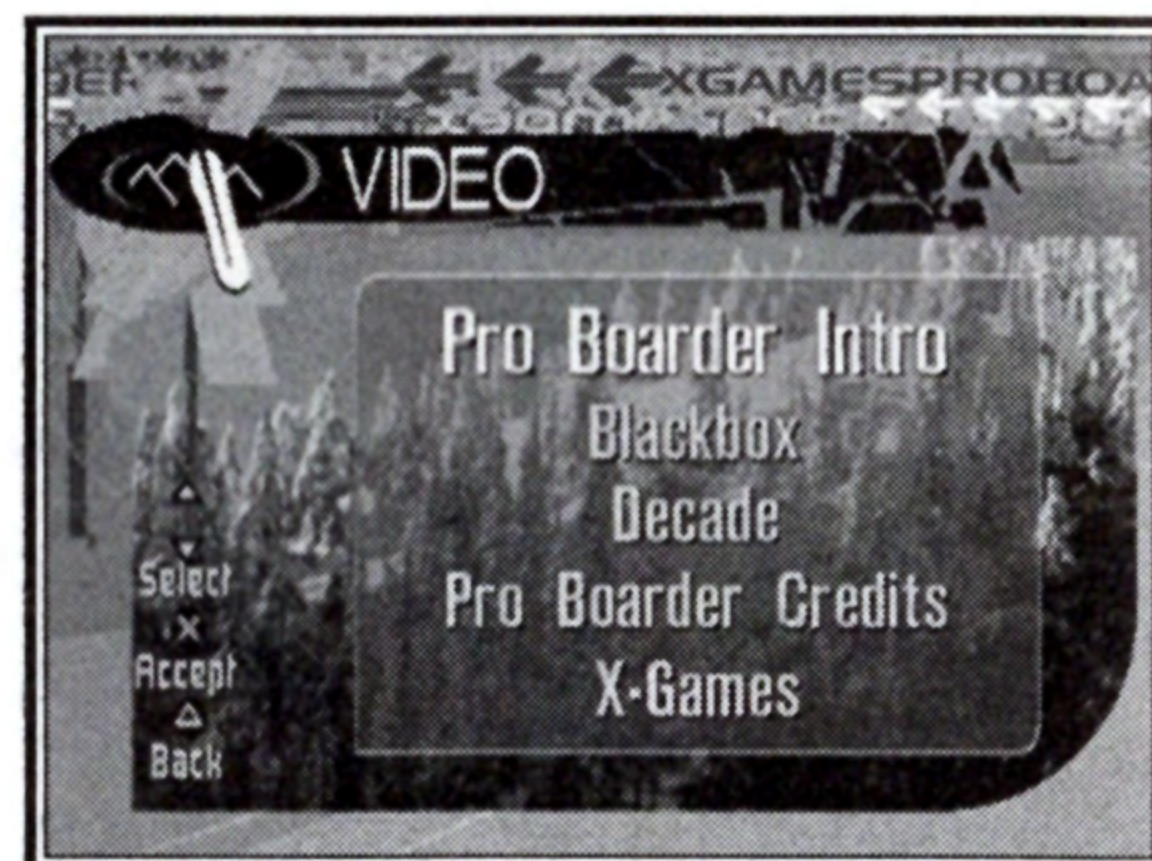 XGAMESPROBOA
VIDEO
Pro Boarder Intro
Blackbox
Decade
Pro Boarder Credits
X-Games
Select
X
Accept
Back